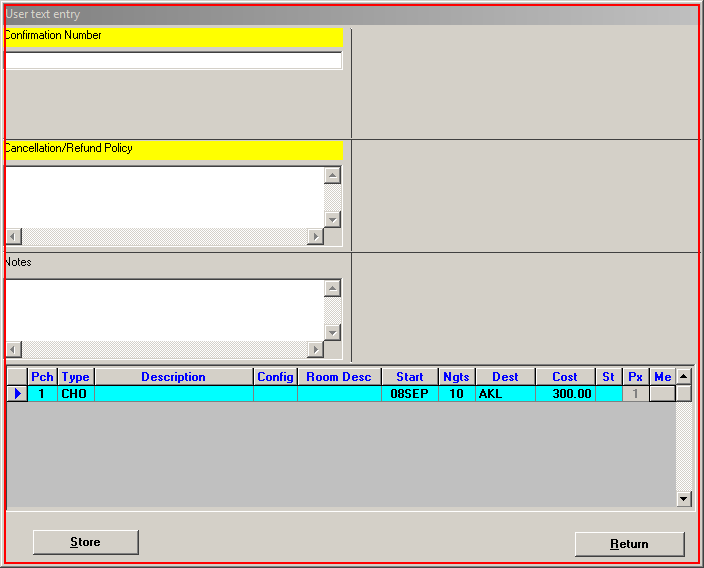 User text entry
Confirmation Number
Cancellation/Refund Policy
Notes
Pch Type Description Config Room Desc Start Ngts Dest Cost St Px Me
1 CHO 08SEP 10 AKL 300.00 1
Store Return